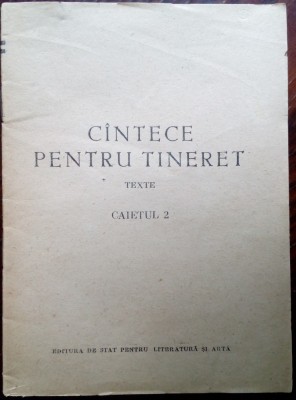 CÎNTECE
PENTRU TINERET
TEXTE
CAIETUL 2
EDITURA DE STAT PENTRU LITERATURĂ ȘI ARTĂ